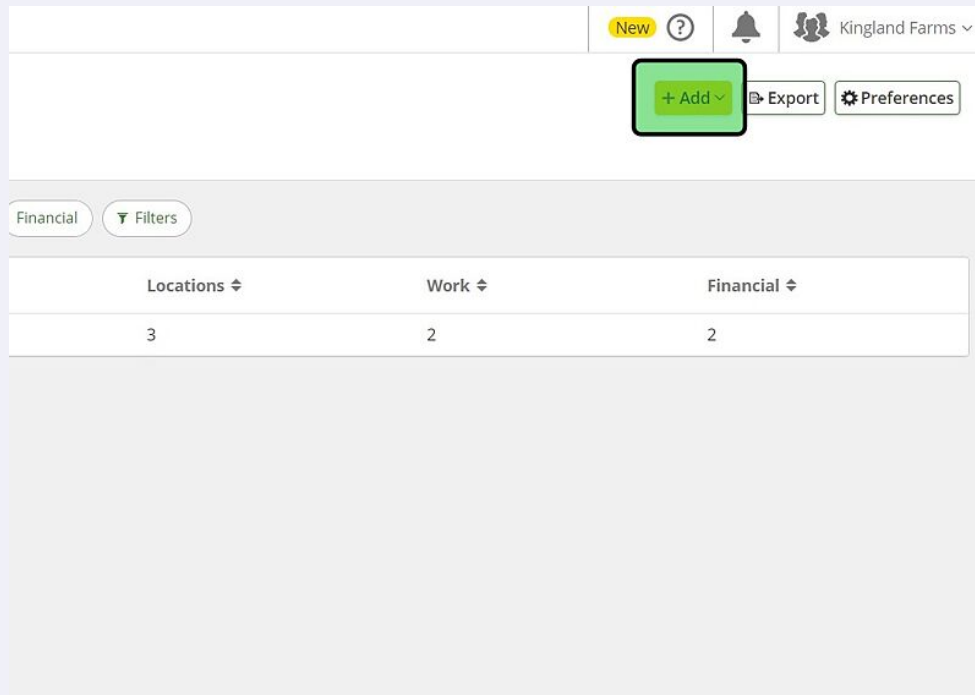 New ? Kingland Farms
+ Add Export Preferences
Financial Filters
Locations Work Financial
3 2 2